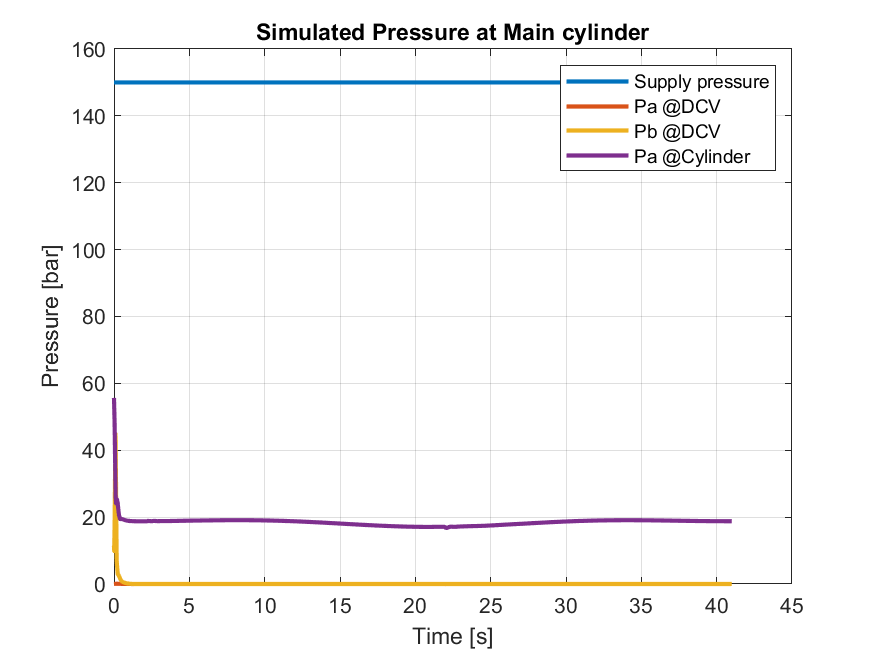 Simulated Pressure at Main cylinder
160
140
120
100
80
60
40
20
0
Pressure [bar]
Supply pressure
Pa @DCV
Pb @DCV
Pa @Cylinder
0 5 10 15 20 25 30 35 40 45
Time [s]